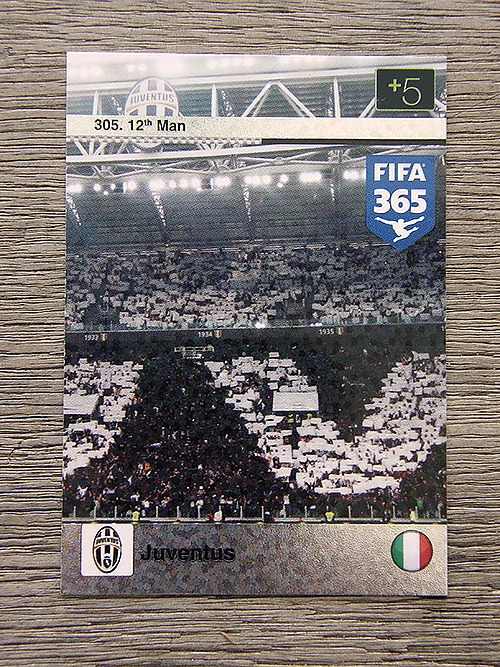 JUVENTUS
+5
305. 12th Man
FIFA
365
1933
1934
1935
JUVENTUS
Juventus